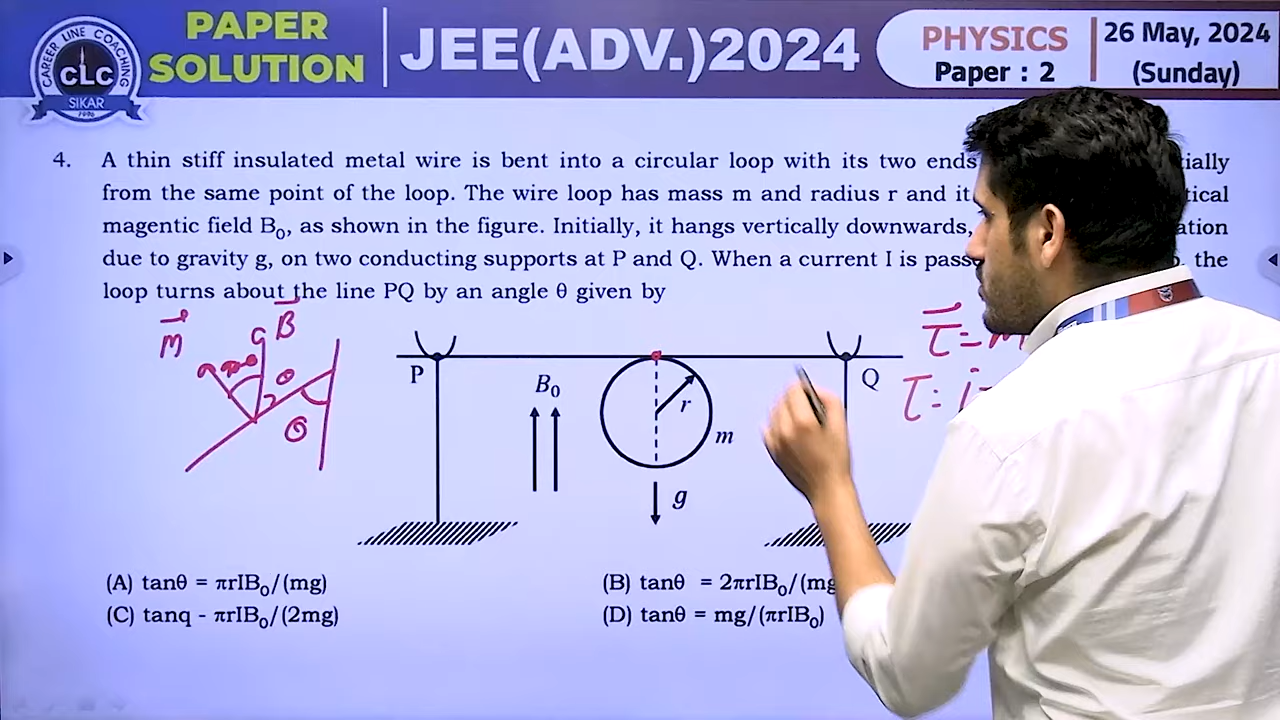 CAREER LINE COACHING
CLC
SIKAR
1996
PAPER
SOLUTION
JEE(ADV.)2024
PHYSICS
Paper : 2
26 May, 2024
(Sunday)
4. A thin stiff insulated metal wire is bent into a circular loop with its two ends
from the same point of the loop. The wire loop has mass m and radius r and it
magentic field B₀, as shown in the figure. Initially, it hangs vertically downwards,
due to gravity g, on two conducting supports at P and Q. When a current I is the
loop turns about the line PQ by an angle θ given by
M⃗
B⃗
θ
θ
P
B₀
r
m
g
Q
τ⃗ =
τ = i
(A) tanθ = πrIB₀/(mg)
(B) tanθ = 2πrIB₀/(mg
(C) tanq - πrIB₀/(2mg)
(D) tanθ = mg/(πrIB₀)